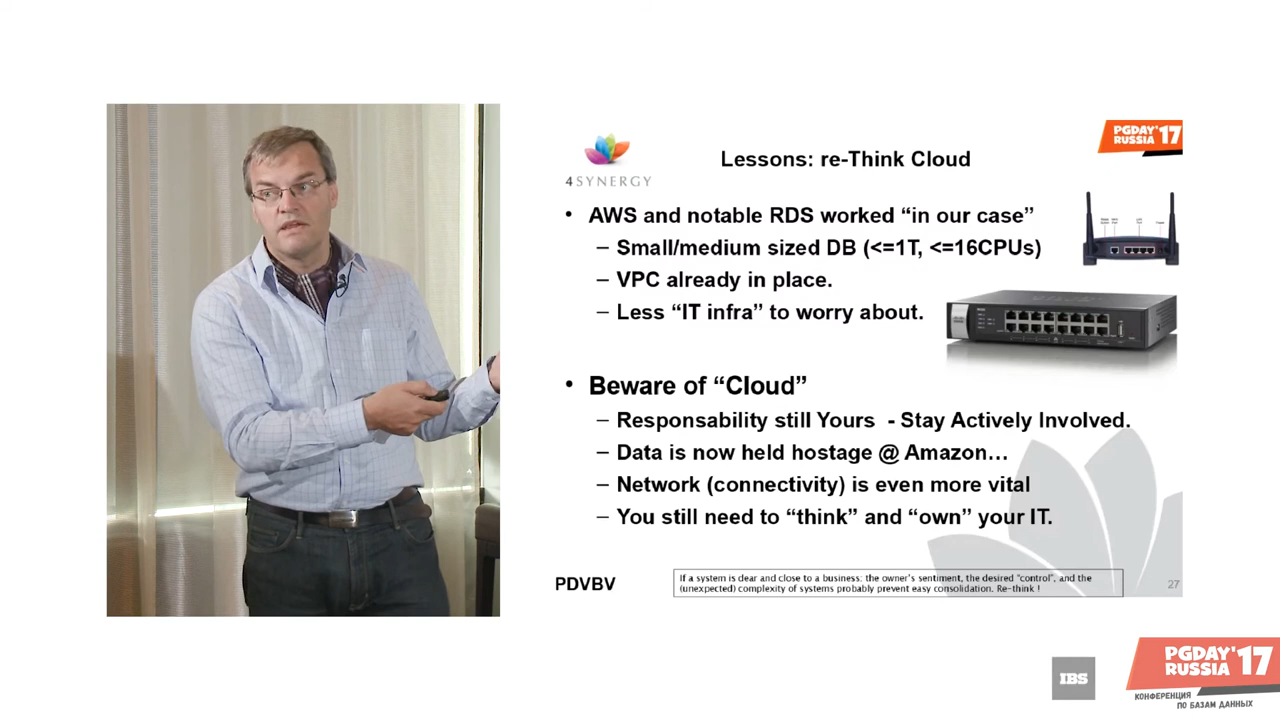 4SYNERGY
PGDAY'17
RUSSIA
Lessons: re-Think Cloud
• AWS and notable RDS worked “in our case”
– Small/medium sized DB (<=1T, <=16CPUs)
– VPC already in place.
– Less “IT infra” to worry about.
• Beware of “Cloud”
– Responsability still Yours - Stay Actively Involved.
– Data is now held hostage @ Amazon…
– Network (connectivity) is even more vital
– You still need to “think” and “own” your IT.
PDVBV
If a system is dear and close to a business: the owner's sentiment, the desired "control", and the
(unexpected) complexity of systems probably prevent easy consolidation. Re-think !
27
IBS
PGDAY'17
RUSSIA
КОНФЕРЕНЦИЯ
ПО БАЗАМ ДАННЫХ